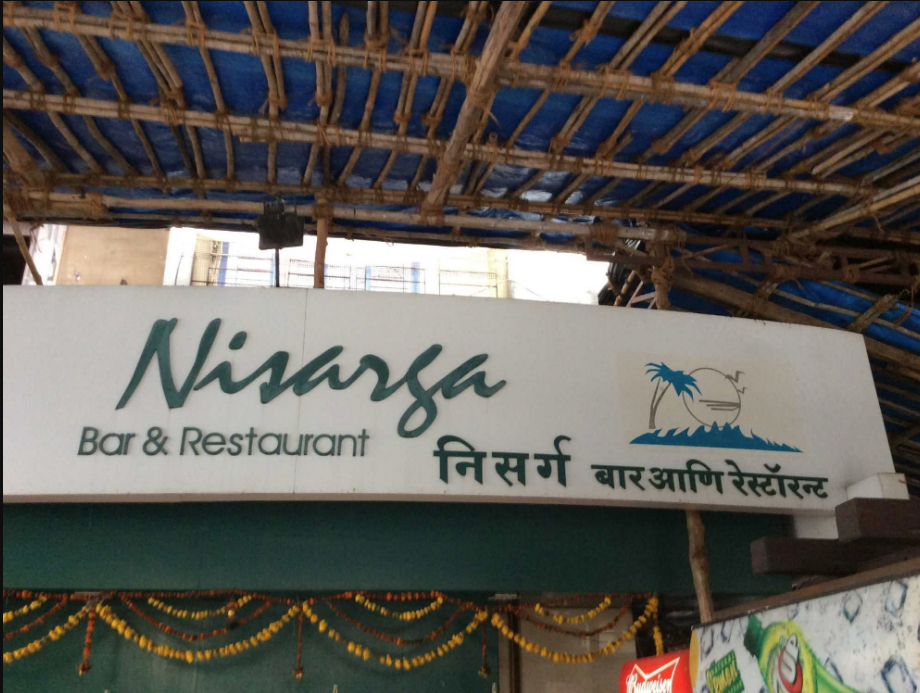 Nisarga
Bar & Restaurant
निसर्ग बार आणि रेस्टॉरन्ट
Budweiser